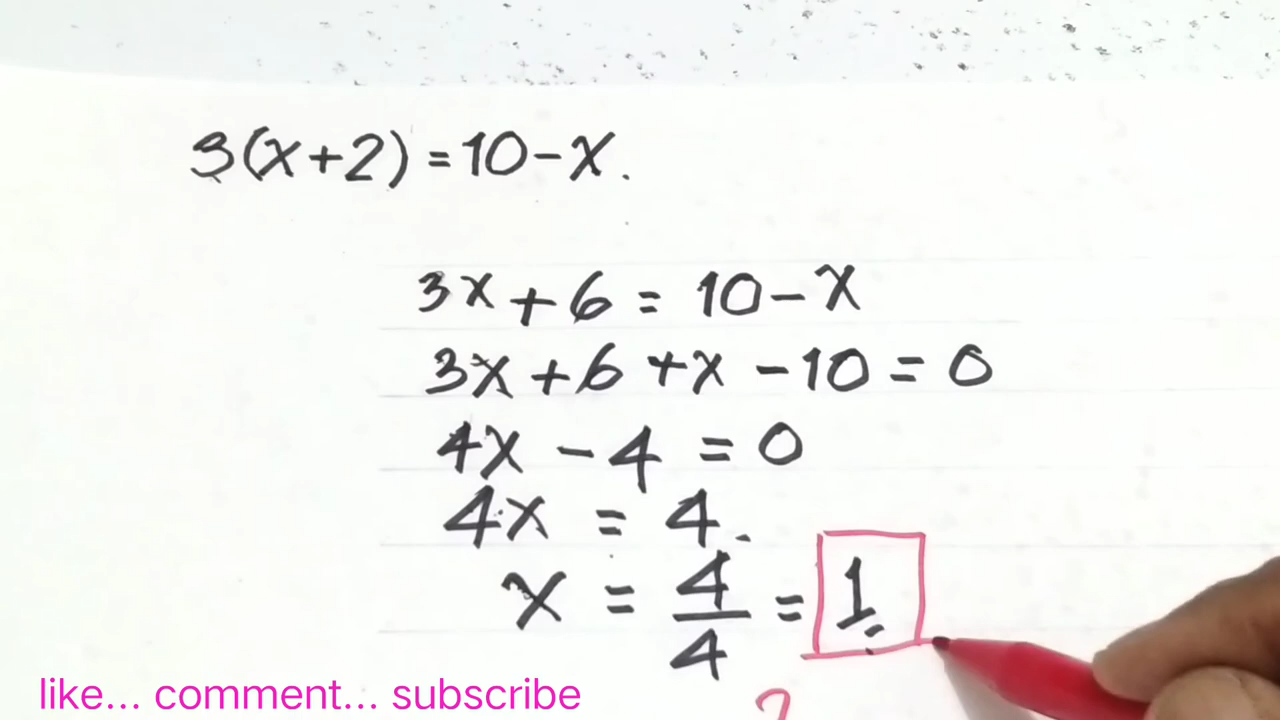 3(x+2) = 10-x.
3x + 6 = 10-x
3x + 6 + x - 10 = 0
4x - 4 = 0
4x = 4.
x = 4/4 = 1
like... comment... subscribe